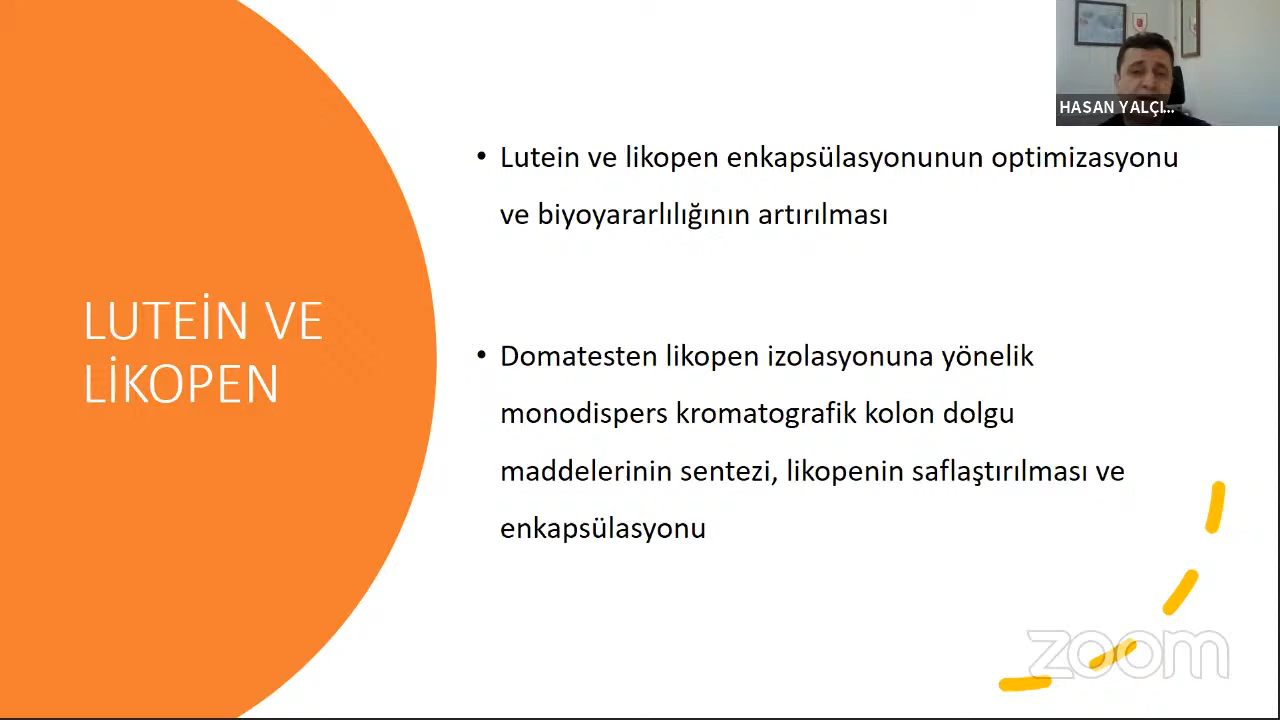 HASAN YALÇI...
LUTEİN VE
LİKOPEN
• Lutein ve likopen enkapsülasyonunun optimizasyonu
ve biyoyararlılığının artırılması
• Domatesten likopen izolasyonuna yönelik
monodispers kromatografik kolon dolgu
maddelerinin sentezi, likopenin saflaştırılması ve
enkapsülasyonu
zoom